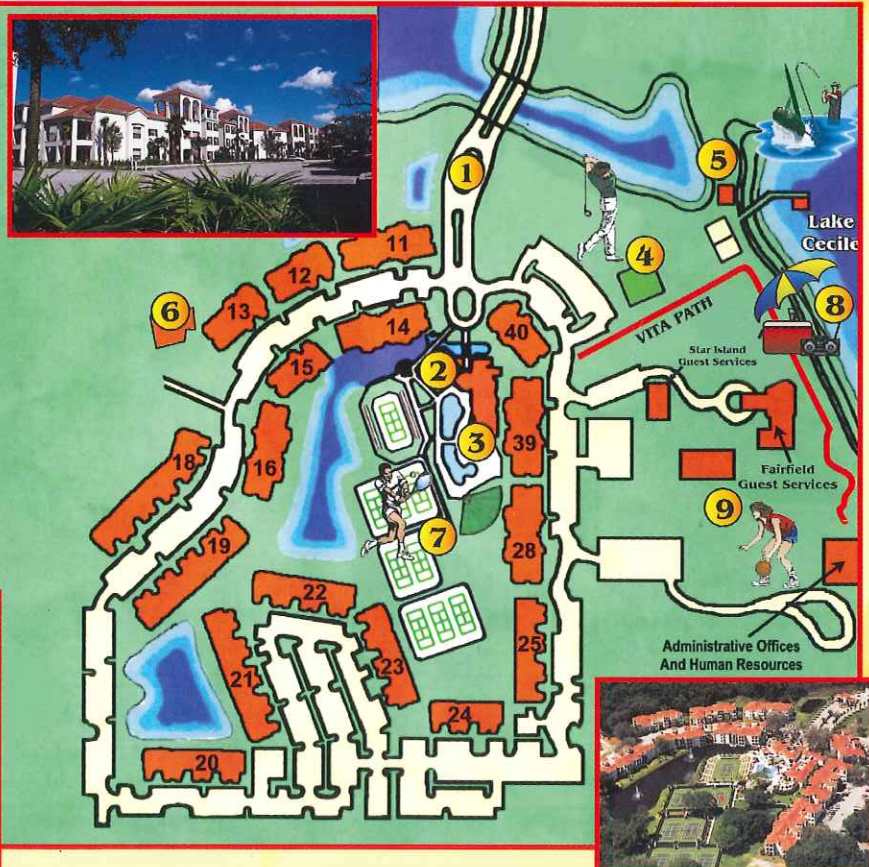 1
5
Lake
Cecile
11
12
4
6
13
8
14
40
VITA PATH
Star Island
Guest Services
15
2
18
16
3
39
Fairfield
Guest Services
9
19
7
28
22
Administrative Offices
And Human Resources
21
23
25
24
20